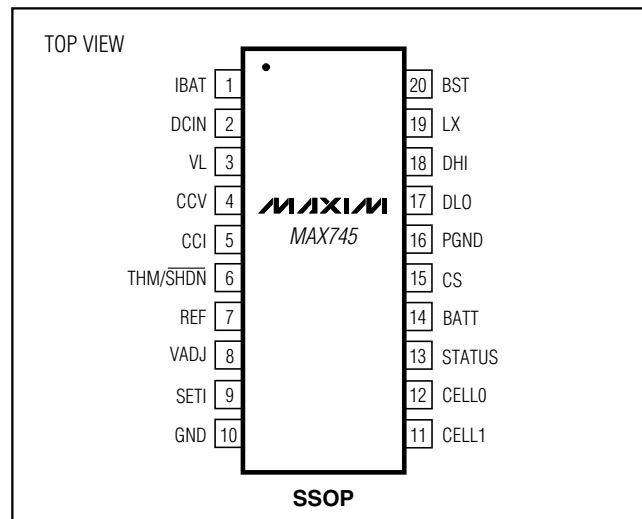 TOP VIEW
IBAT 1 20 BST
DCIN 2 19 LX
VL 3 18 DHI
CCV 4 17 DLO
MAXIM
MAX745
CCI 5 16 PGND
THM/SHDN 6 15 CS
REF 7 14 BATT
VADJ 8 13 STATUS
SETI 9 12 CELL0
GND 10 11 CELL1
SSOP